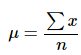 μ = ∑ x / n